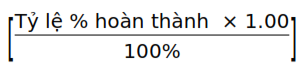 [Tỷ lệ % hoàn thành × 1.00
100%]